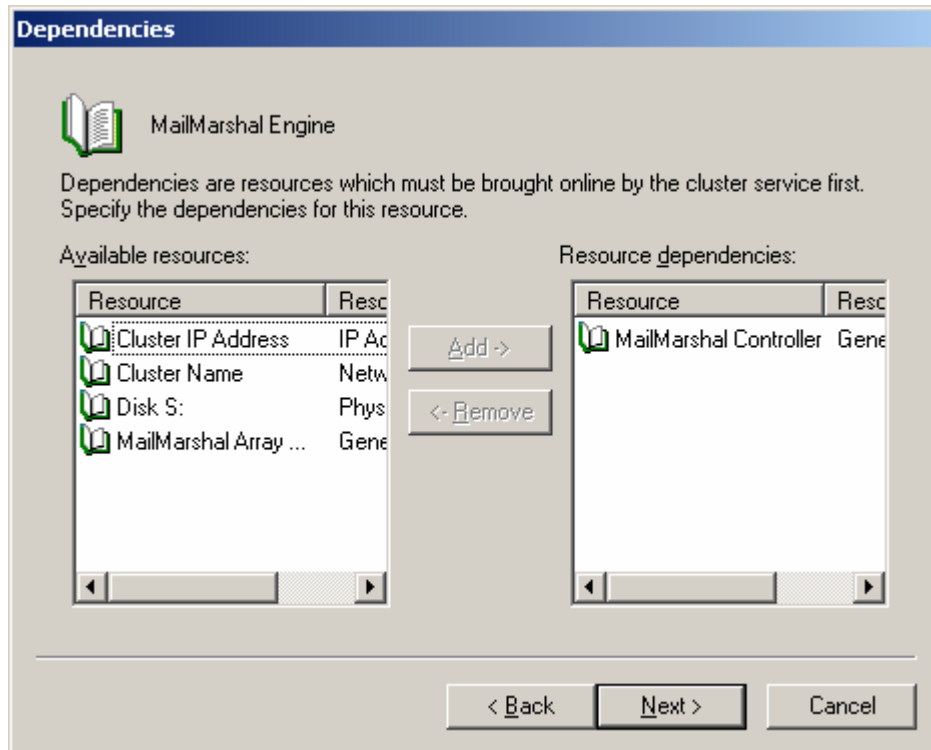 Dependencies
MailMarshal Engine
Dependencies are resources which must be brought online by the cluster service first.
Specify the dependencies for this resource.
Available resources:
Resource dependencies:
Resource Resc
Cluster IP Address IP Ac
Cluster Name Netw
Disk S: Phys
MailMarshal Array ... Gene
Add ->
<- Remove
Resource Resc
MailMarshal Controller Gene
< Back
Next >
Cancel